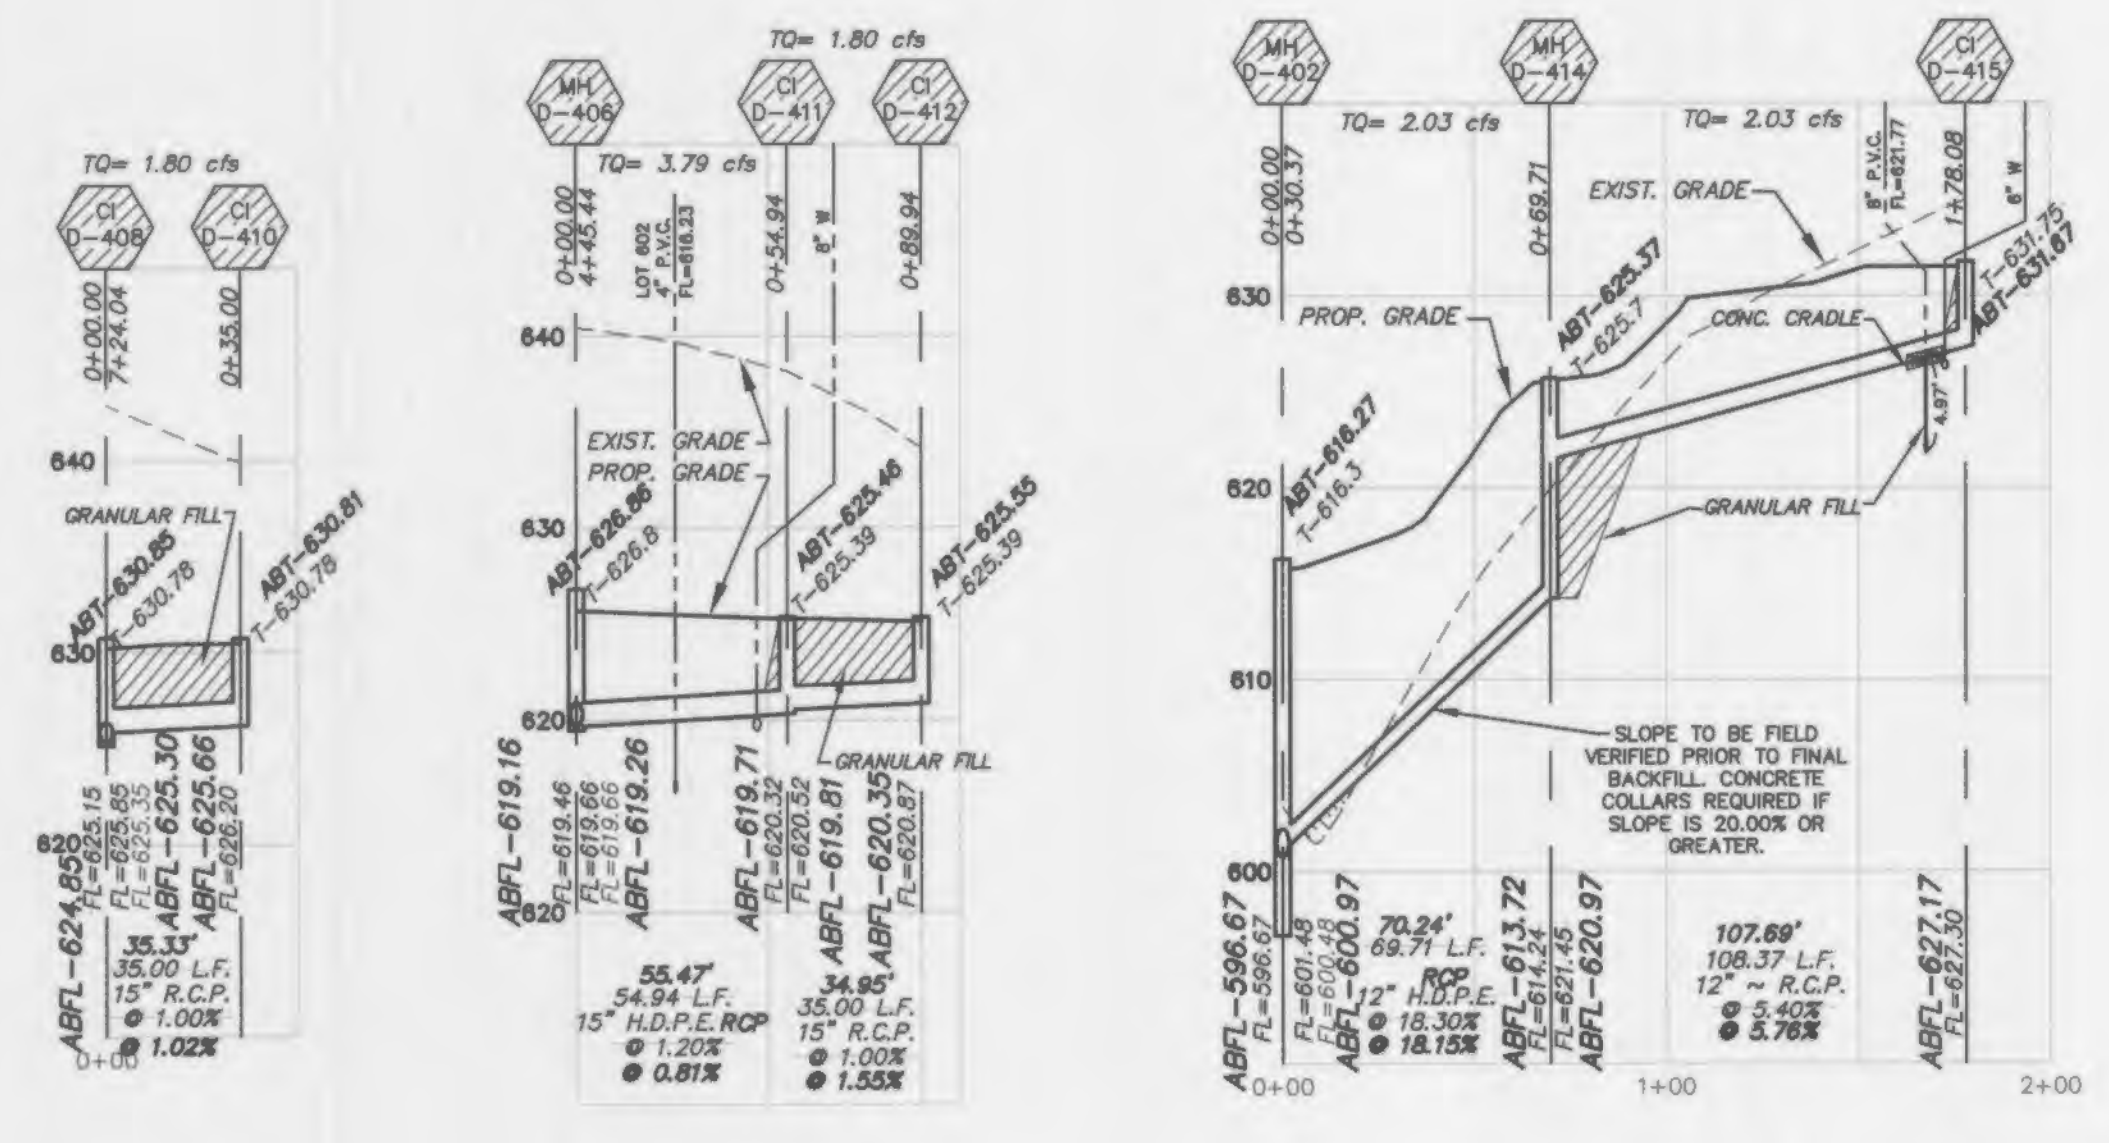 TQ= 1.80 cfs
CI
D-408
CI
D-410
0+00.00
7+24.04
0+35.00
640
GRANULAR FILL
ABT-630.85
T-630.78
ABT-630.81
T-630.78
630
620
ABFL-624.85
FL=625.15
FL=625.85
FL=625.35
ABFL-625.30
ABFL-625.66
FL=626.20
35.33'
35.00 L.F.
15" R.C.P.
@ 1.00%
@ 1.02%
0+00
TQ= 1.80 cfs
MH
D-406
CI
D-411
CI
D-412
TQ= 3.79 cfs
0+00.00
4+45.44
LOT 602
4" P.V.C.
FL=616.23
0+54.94
8" W
0+89.94
640
EXIST. GRADE
PROP. GRADE
630
ABT-626.86
T-626.8
ABT-625.46
T-625.39
ABT-625.55
T-625.39
620
GRANULAR FILL
ABFL-619.16
FL=619.46
FL=619.66
FL=619.66
ABFL-619.26
ABFL-619.71
FL=620.32
FL=620.52
ABFL-619.81
ABFL-620.35
FL=620.87
620
55.47'
54.94 L.F.
15" H.D.P.E. RCP
@ 1.20%
@ 0.81%
34.95'
35.00 L.F.
15" R.C.P.
@ 1.00%
@ 1.55%
MH
D-402
MH
D-414
CI
D-415
TQ= 2.03 cfs
TQ= 2.03 cfs
0+00.00
0+30.37
0+69.71
8" P.V.C.
FL=621.77
1+78.08
6" W
EXIST. GRADE
T-631.75
ABT-631.67
630
PROP. GRADE
ABT-625.37
T-625.7
CONC. CRADLE
4.97'
ABT-616.27
T-616.3
620
GRANULAR FILL
610
SLOPE TO BE FIELD
VERIFIED PRIOR TO FINAL
BACKFILL. CONCRETE
COLLARS REQUIRED IF
SLOPE IS 20.00% OR
GREATER.
600
ABFL-596.67
FL=596.67
FL=601.48
FL=600.48
ABFL-600.97
70.24'
69.71 L.F.
RCP
12" H.D.P.E.
@ 18.30%
@ 18.15%
ABFL-613.72
FL=614.24
FL=621.45
ABFL-620.97
107.69'
108.37 L.F.
12" ~ R.C.P.
@ 5.40%
@ 5.76%
ABFL-627.17
FL=627.30
0+00
1+00
2+00